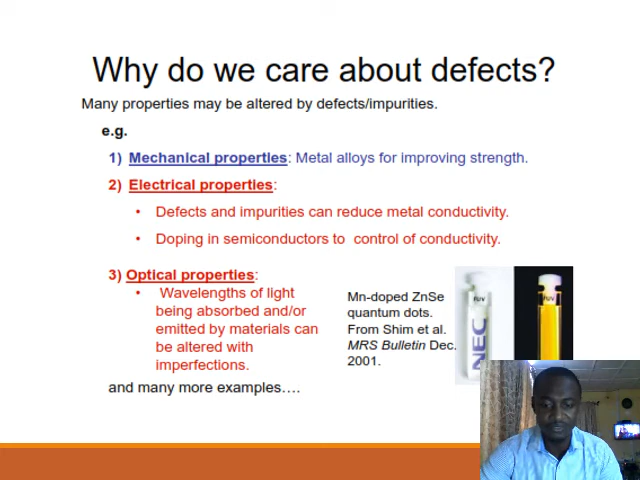 Why do we care about defects?
Many properties may be altered by defects/impurities.
e.g.
1) Mechanical properties: Metal alloys for improving strength.
2) Electrical properties:
• Defects and impurities can reduce metal conductivity.
• Doping in semiconductors to control of conductivity.
3) Optical properties:
• Wavelengths of light
being absorbed and/or
emitted by materials can
be altered with
imperfections.
Mn-doped ZnSe
quantum dots.
From Shim et al.
MRS Bulletin Dec.
2001.
FUV
NEC
FUV
and many more examples….